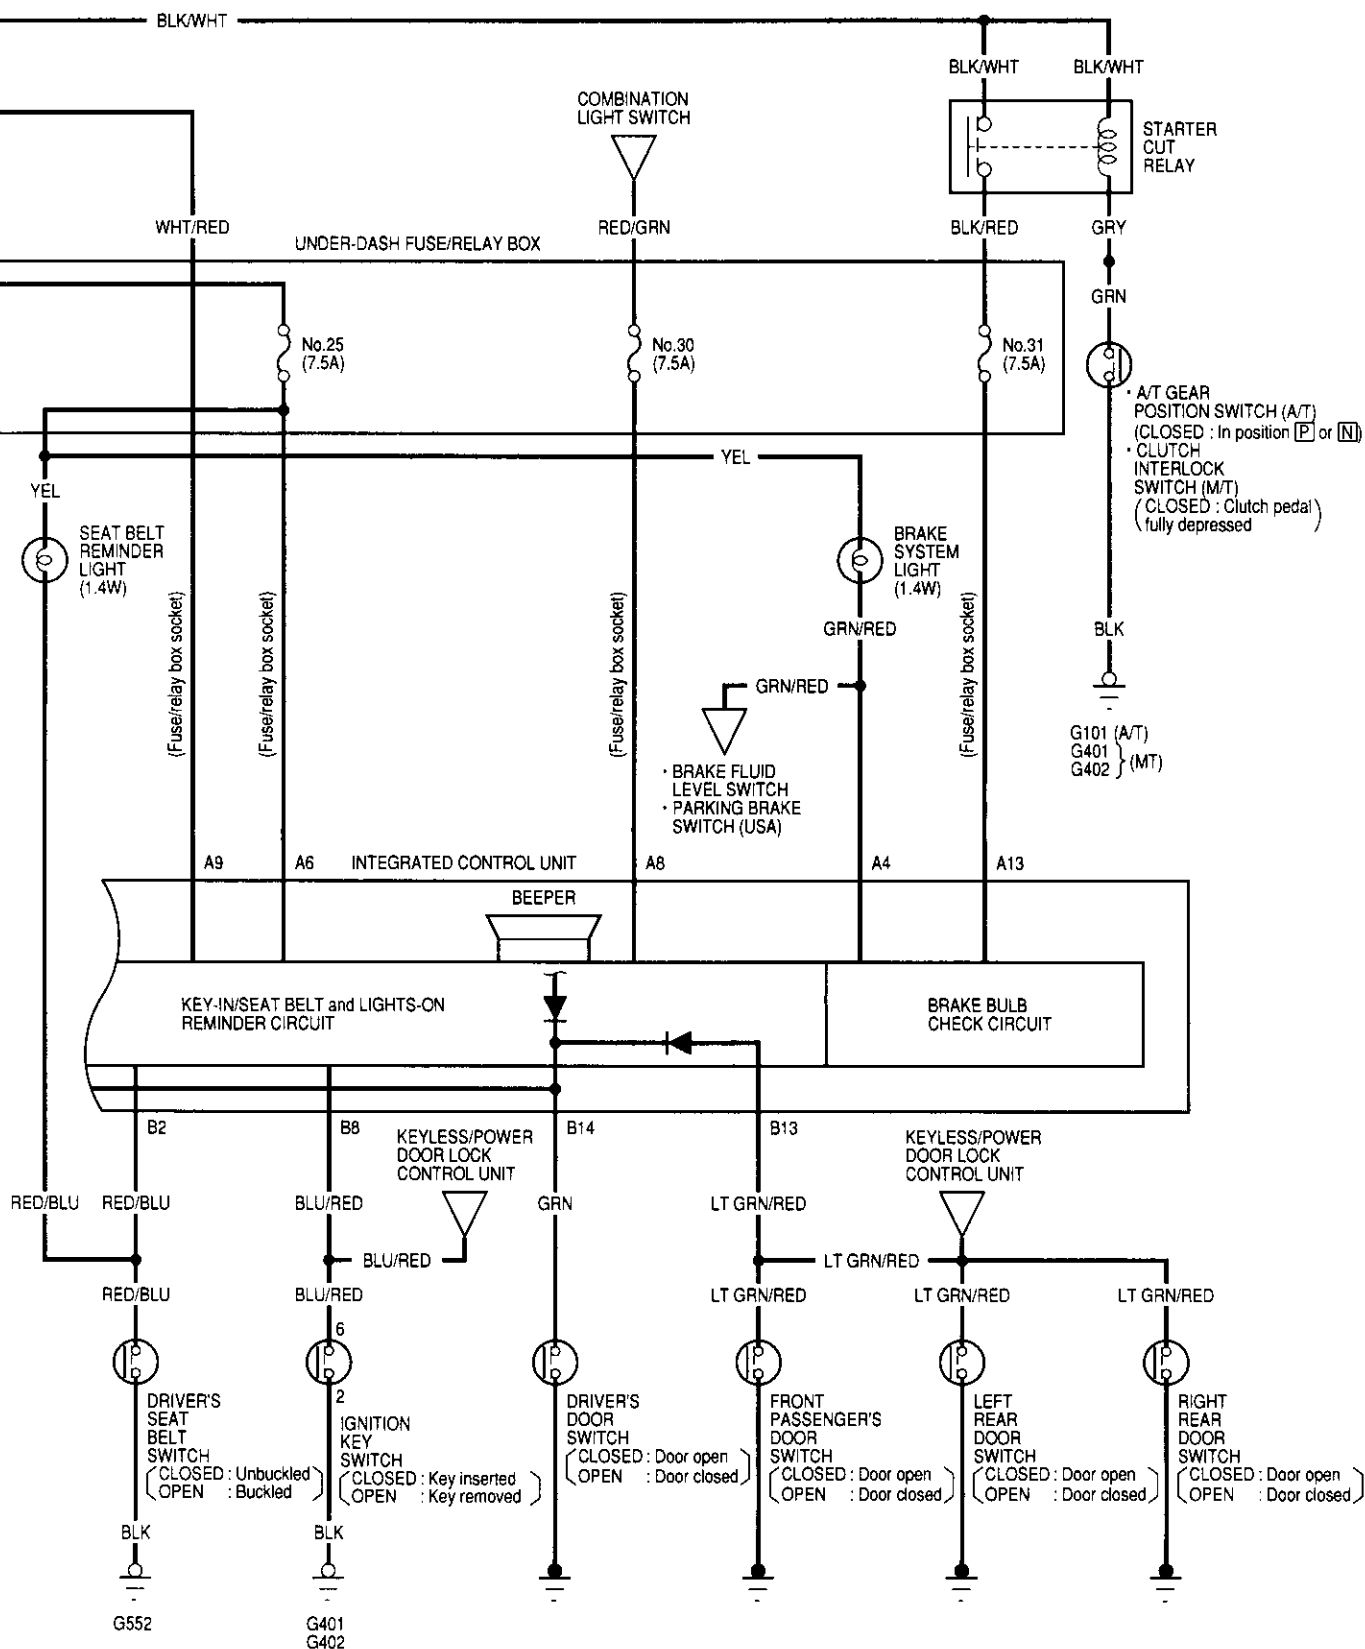 BLK/WHT
BLK/WHT
BLK/WHT
COMBINATION
LIGHT SWITCH
STARTER
CUT
RELAY
WHT/RED
RED/GRN
BLK/RED
GRY
UNDER-DASH FUSE/RELAY BOX
GRN
No.25
(7.5A)
No.30
(7.5A)
No.31
(7.5A)
· A/T GEAR
POSITION SWITCH (A/T)
(CLOSED : In position P or N)
· CLUTCH
INTERLOCK
SWITCH (M/T)
(CLOSED : Clutch pedal
fully depressed)
YEL
YEL
SEAT BELT
REMINDER
LIGHT
(1.4W)
BRAKE
SYSTEM
LIGHT
(1.4W)
(Fuse/relay box socket)
(Fuse/relay box socket)
(Fuse/relay box socket)
(Fuse/relay box socket)
GRN/RED
BLK
GRN/RED
G101 (A/T)
G401
G402
(MT)
· BRAKE FLUID
LEVEL SWITCH
· PARKING BRAKE
SWITCH (USA)
A9
A6
INTEGRATED CONTROL UNIT
A8
A4
A13
BEEPER
KEY-IN/SEAT BELT and LIGHTS-ON
REMINDER CIRCUIT
BRAKE BULB
CHECK CIRCUIT
B2
B8
B14
B13
KEYLESS/POWER
DOOR LOCK
CONTROL UNIT
KEYLESS/POWER
DOOR LOCK
CONTROL UNIT
RED/BLU
RED/BLU
BLU/RED
GRN
LT GRN/RED
BLU/RED
LT GRN/RED
RED/BLU
BLU/RED
LT GRN/RED
LT GRN/RED
LT GRN/RED
6
2
DRIVER'S
SEAT
BELT
SWITCH
(CLOSED : Unbuckled
OPEN : Buckled)
IGNITION
KEY
SWITCH
(CLOSED : Key inserted
OPEN : Key removed)
DRIVER'S
DOOR
SWITCH
(CLOSED : Door open
OPEN : Door closed)
FRONT
PASSENGER'S
DOOR
SWITCH
(CLOSED : Door open
OPEN : Door closed)
LEFT
REAR
DOOR
SWITCH
(CLOSED : Door open
OPEN : Door closed)
RIGHT
REAR
DOOR
SWITCH
(CLOSED : Door open
OPEN : Door closed)
BLK
BLK
G552
G401
G402